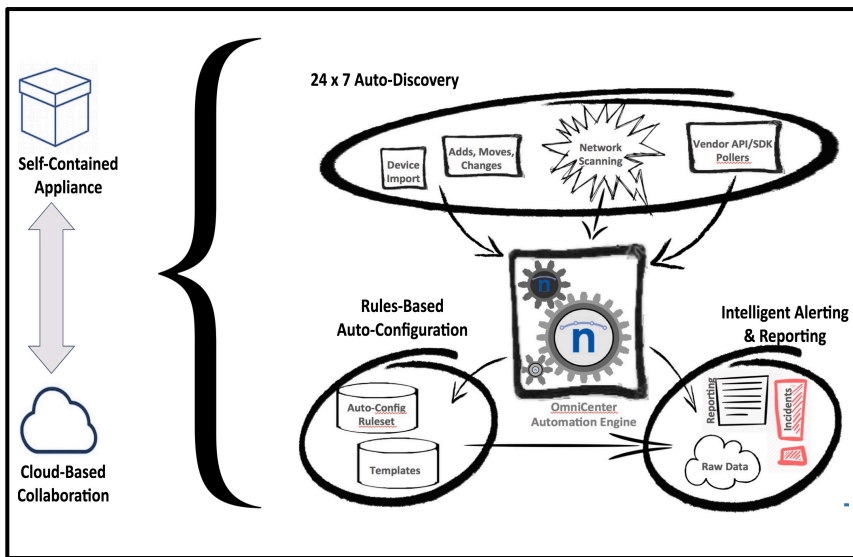 24 x 7 Auto-Discovery
Self-Contained
Appliance
Device
Import
Adds, Moves,
Changes
Network
Scanning
Vendor API/SDK
Pollers
n
n
Rules-Based
Auto-Configuration
Intelligent Alerting
& Reporting
Auto-Config
Ruleset
Templates
OmniCenter
Automation Engine
Reporting
Incidents
Raw Data
Cloud-Based
Collaboration